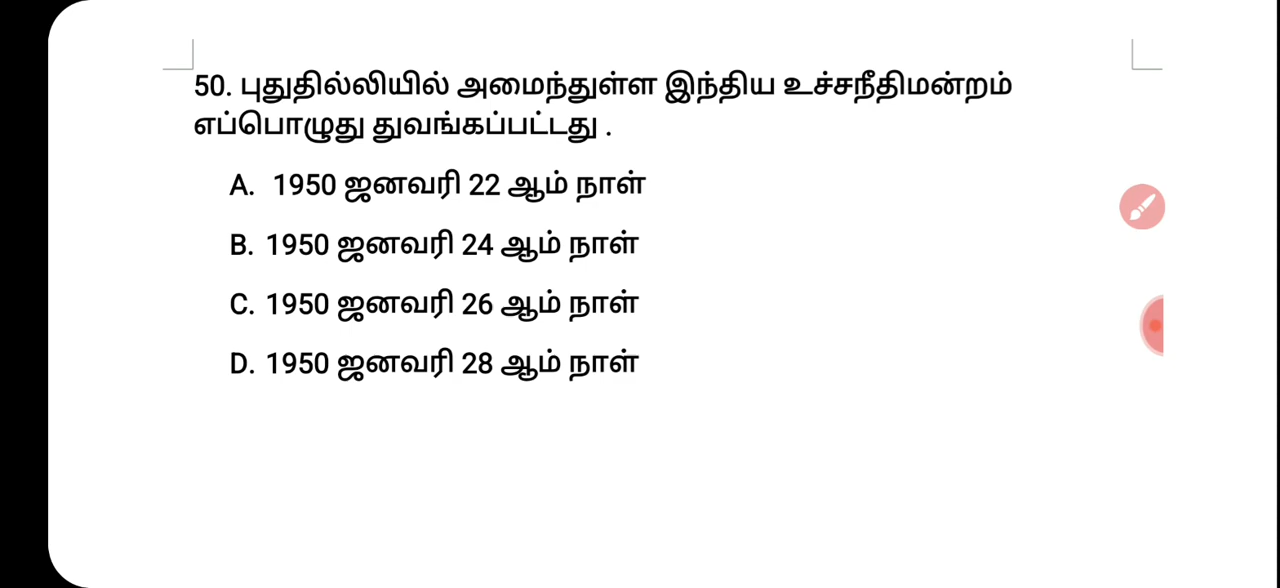 50. புதுதில்லியில் அமைந்துள்ள இந்திய உச்சநீதிமன்றம்
எப்பொழுது துவங்கப்பட்டது .
A. 1950 ஜனவரி 22 ஆம் நாள்
B. 1950 ஜனவரி 24 ஆம் நாள்
C. 1950 ஜனவரி 26 ஆம் நாள்
D. 1950 ஜனவரி 28 ஆம் நாள்